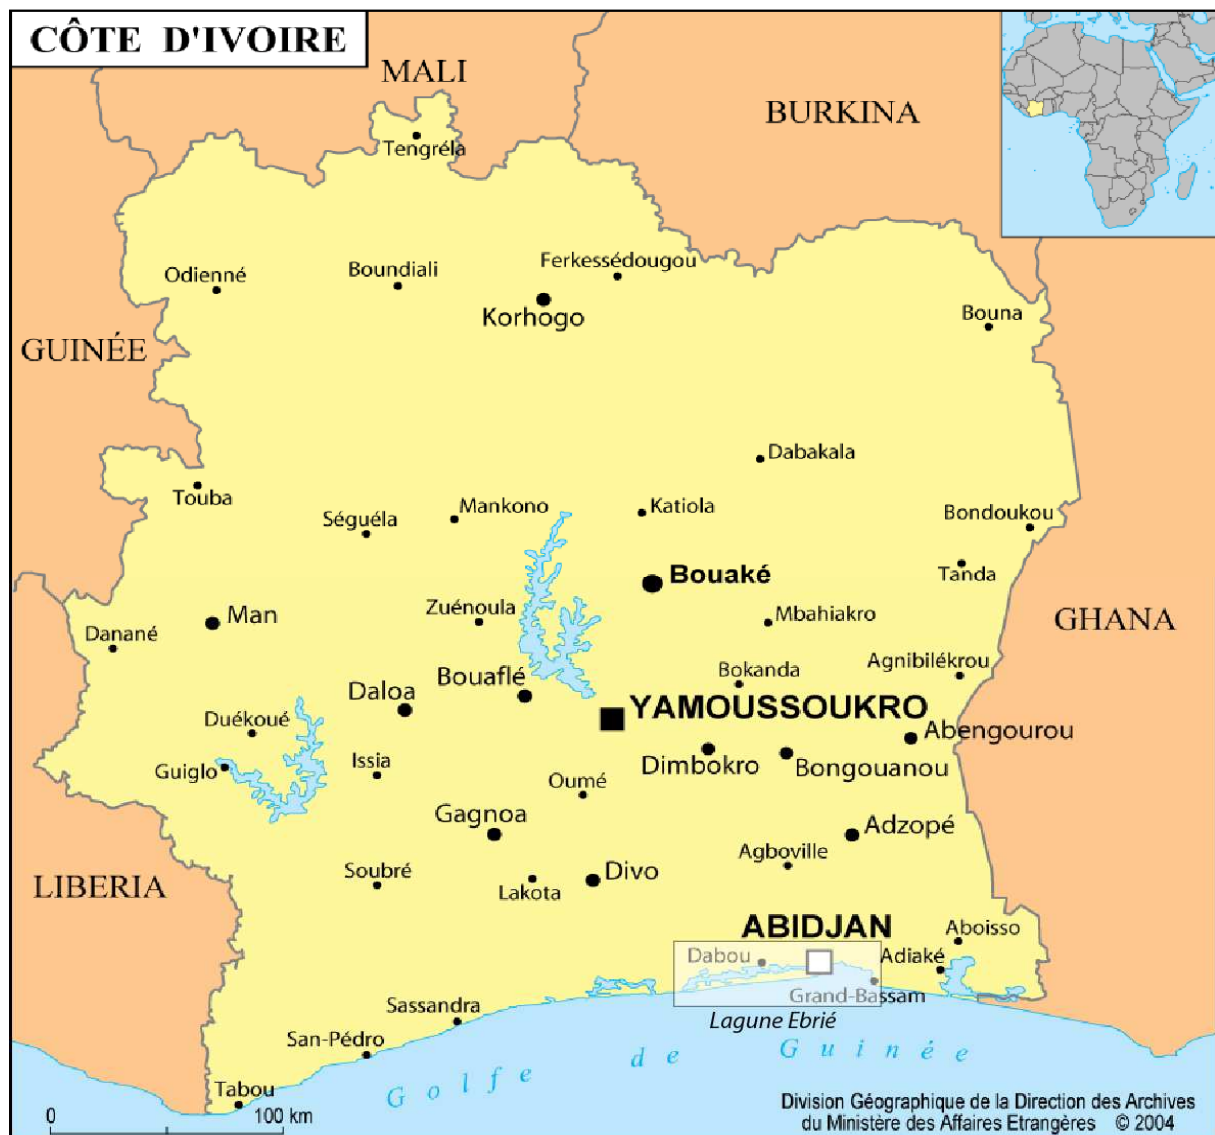 CÔTE D'IVOIRE
MALI
BURKINA
Tengréla
Ferkessédougou
Boundiali
Odienné
Korhogo
Bouna
GUINÉE
Dabakala
Touba
Mankono
Katiola
Séguéla
Bondoukou
Bouaké
Tanda
Zuénoula
Man
Mbahiakro
GHANA
Danané
Agnibilékrou
Bokanda
Bouaflé
Daloa
YAMOUSSOUKRO
Duékoué
Abengourou
Dimbokro
Bongouanou
Issia
Guiglo
Oumé
Gagnoa
Adzopé
Agboville
Soubré
Divo
LIBERIA
Lakota
ABIDJAN
Aboisso
Dabou
Adiaké
Grand-Bassam
Sassandra
Lagune Ebrié
San-Pédro
Golfe de Guinée
Tabou
0 100 km
Division Géographique de la Direction des Archives
du Ministère des Affaires Etrangères © 2004